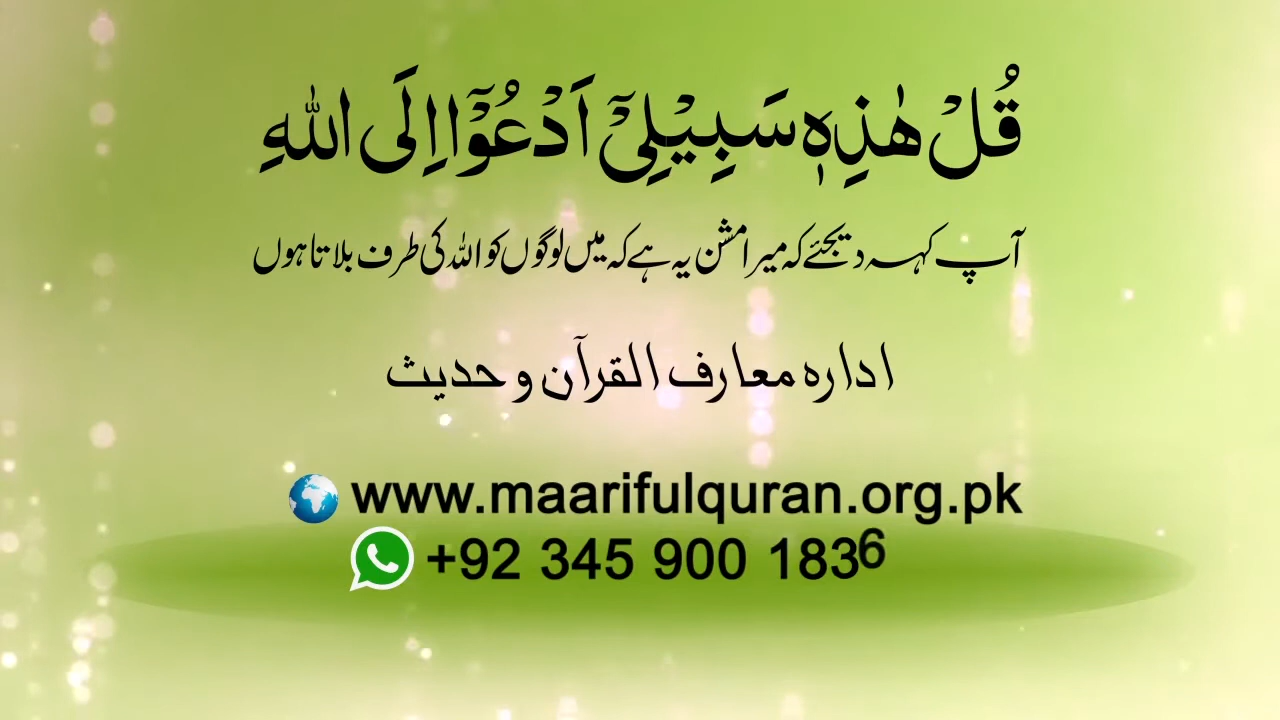 قُلْ هٰذِهٖ سَبِیْلِیْۤ اَدْعُوْۤا اِلَی اللهِ
آپ کہہ دیجئے کہ میرا مشن یہ ہے کہ میں لوگوں کو اللہ کی طرف بلاتا ہوں
ادارہ معارف القرآن و حدیث
www.maarifulquran.org.pk
+92 345 900 1836